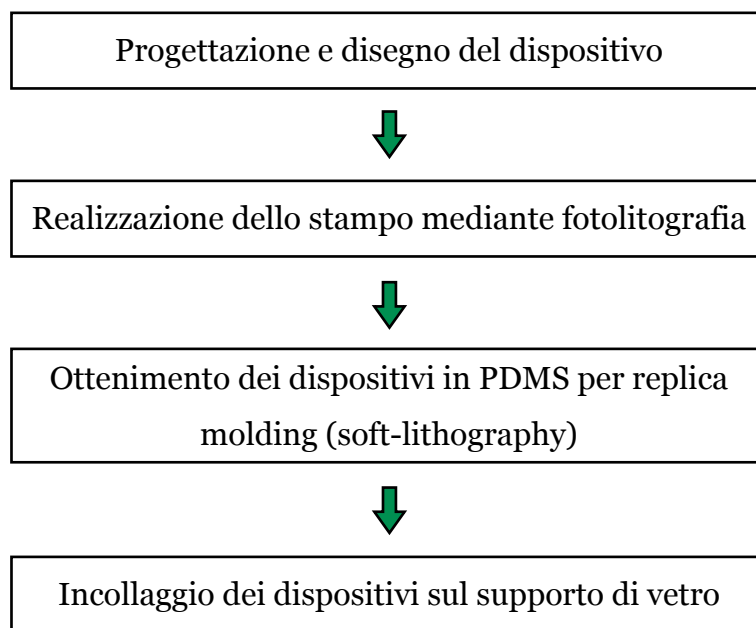 Progettazione e disegno del dispositivo
Realizzazione dello stampo mediante fotolitografia
Ottenimento dei dispositivi in PDMS per replica
molding (soft-lithography)
Incollaggio dei dispositivi sul supporto di vetro